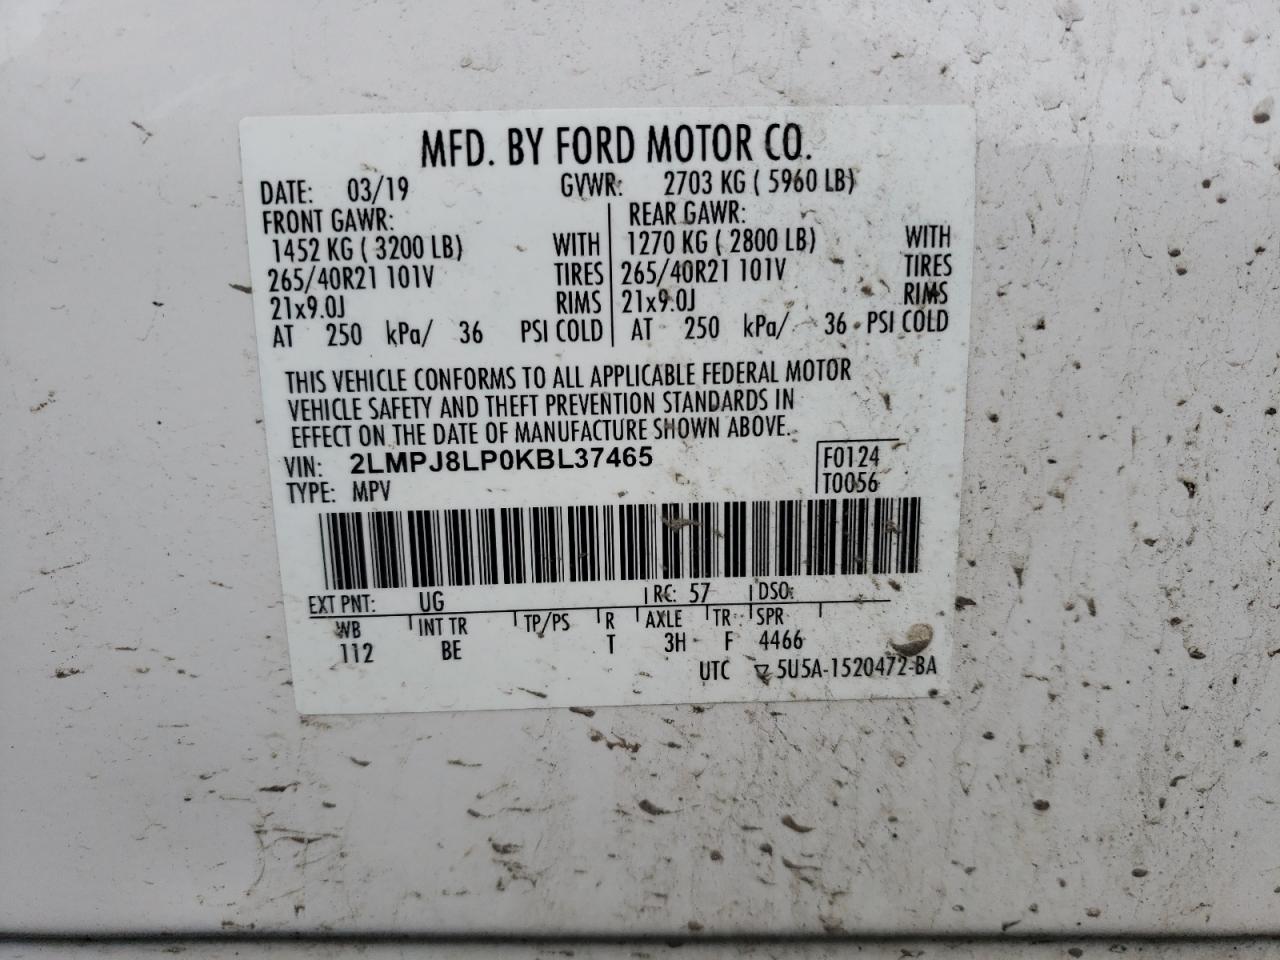 MFD. BY FORD MOTOR CO.
DATE: 03/19 GVWR: 2703 KG ( 5960 LB)
FRONT GAWR: REAR GAWR:
1452 KG ( 3200 LB) WITH 1270 KG ( 2800 LB) WITH
265/40R21 101V TIRES 265/40R21 101V TIRES
21x9.0J RIMS 21x9.0J RIMS
AT 250 kPa/ 36 PSI COLD AT 250 kPa/ 36 PSI COLD
THIS VEHICLE CONFORMS TO ALL APPLICABLE FEDERAL MOTOR
VEHICLE SAFETY AND THEFT PREVENTION STANDARDS IN
EFFECT ON THE DATE OF MANUFACTURE SHOWN ABOVE.
VIN: 2LMPJ8LP0KBL37465 F0124
TYPE: MPV T0056
EXT PNT: UG RC: 57 DSO:
WB INT TR TP/PS R AXLE TR SPR
112 BE T 3H F 4466
UTC 5U5A-1520472-BA